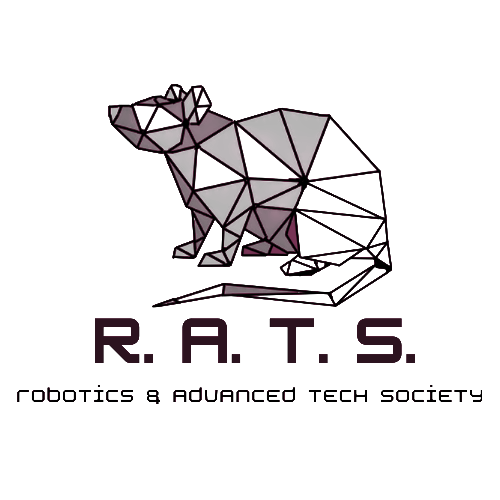 R. A. T. S.
ROBOTICS & ADVANCED TECH SOCIETY